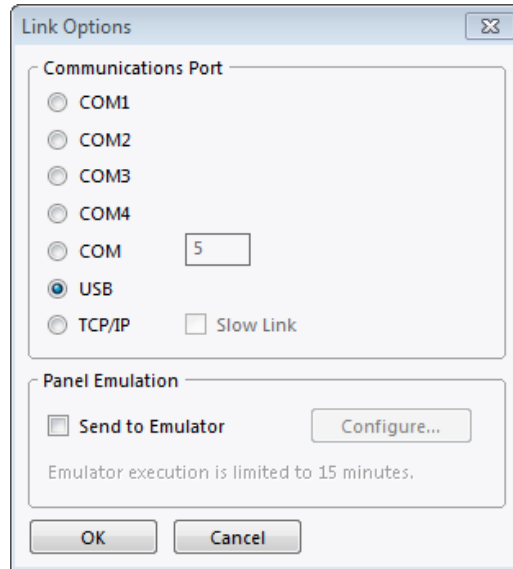 Link Options
Communications Port
COM1
COM2
COM3
COM4
COM 5
USB
TCP/IP Slow Link
Panel Emulation
Send to Emulator Configure...
Emulator execution is limited to 15 minutes.
OK Cancel